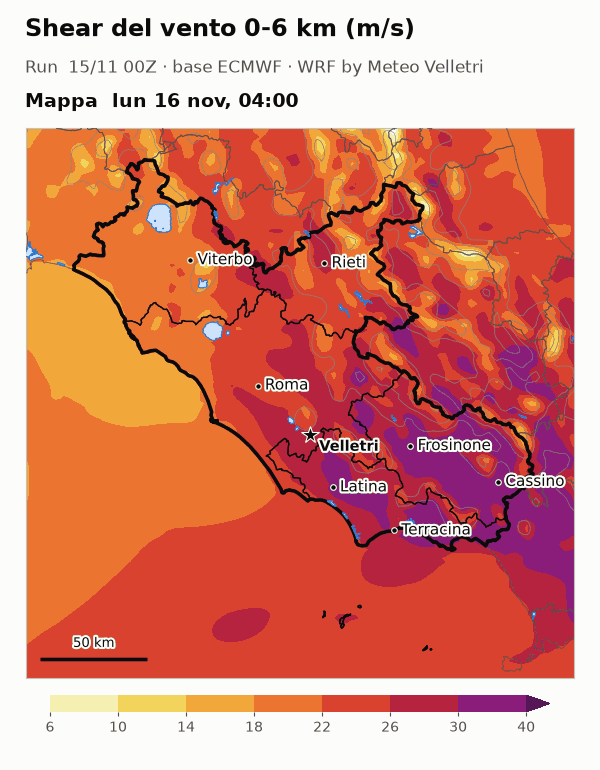 Shear del vento 0-6 km (m/s)
Run  15/11 00Z · base ECMWF · WRF by Meteo Velletri
Mappa  lun 16 nov, 04:00
Viterbo
Rieti
Roma
Velletri
Frosinone
Latina
Cassino
Terracina
50 km
6 10 14 18 22 26 30 40